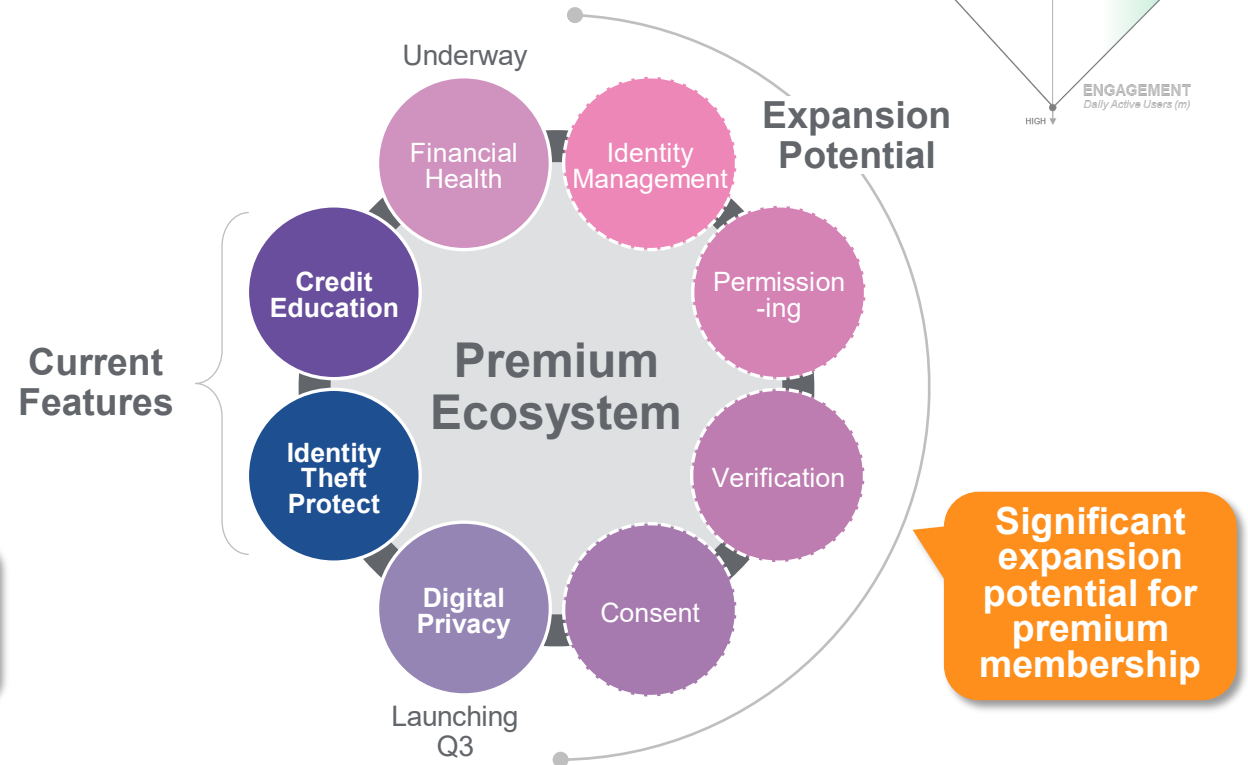 Underway
ENGAGEMENT
Daily Active Users (m)
HIGH
Expansion
Potential
Financial
Health
Identity
Management
Credit
Education
Permission
-ing
Current
Features
Premium
Ecosystem
Identity
Theft
Protect
Verification
Digital
Privacy
Consent
Significant
expansion
potential for
premium
membership
Launching
Q3